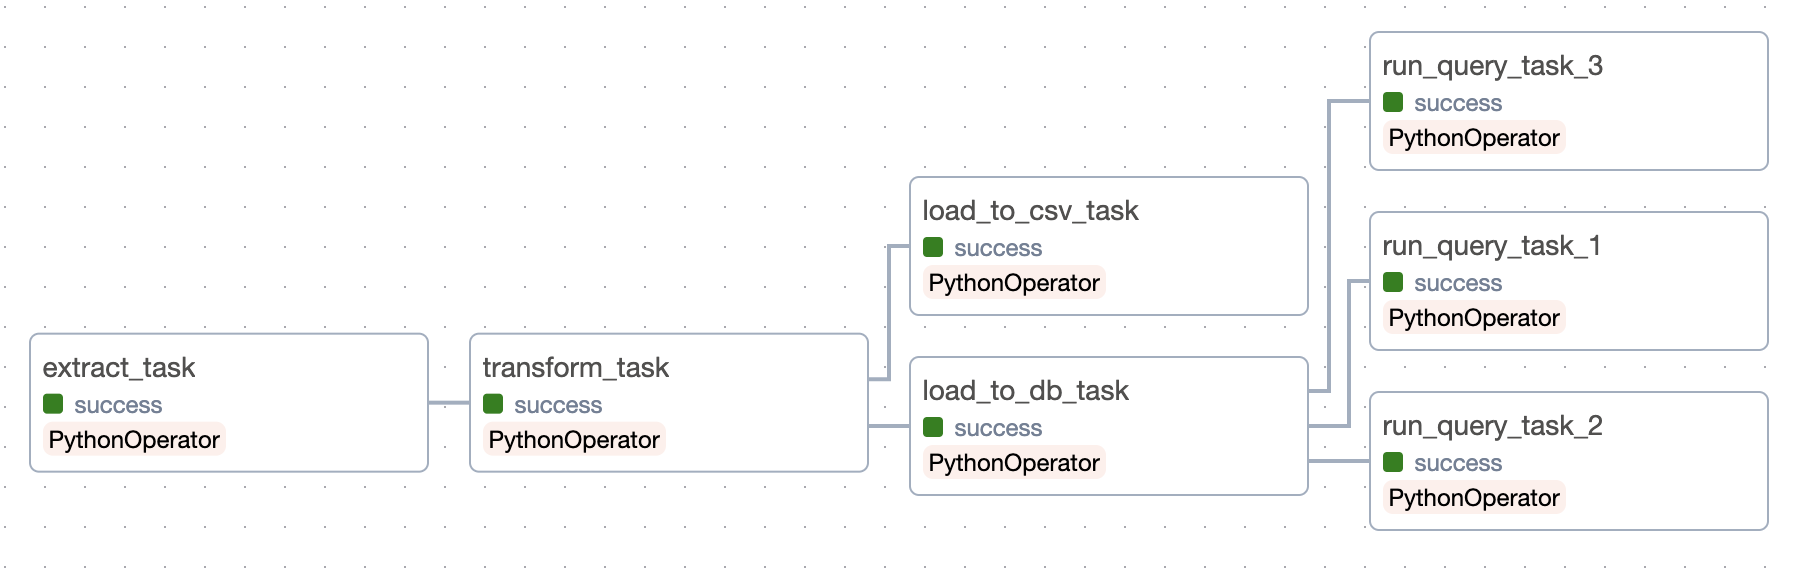 extract_task
success
PythonOperator
transform_task
success
PythonOperator
load_to_csv_task
success
PythonOperator
load_to_db_task
success
PythonOperator
run_query_task_3
success
PythonOperator
run_query_task_1
success
PythonOperator
run_query_task_2
success
PythonOperator